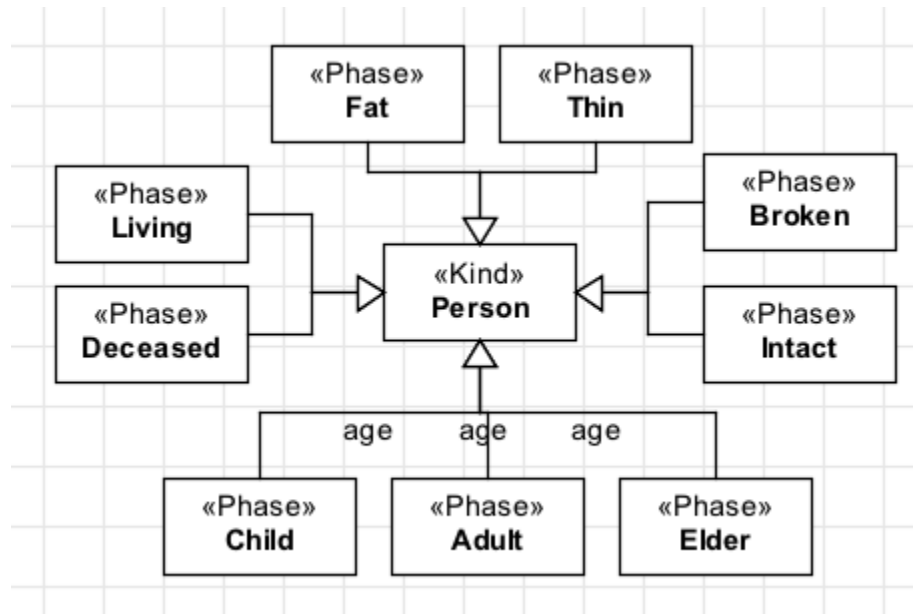 «Phase»
Fat
«Phase»
Thin
«Phase»
Living
«Phase»
Broken
«Kind»
Person
«Phase»
Deceased
«Phase»
Intact
age age age
«Phase»
Child
«Phase»
Adult
«Phase»
Elder